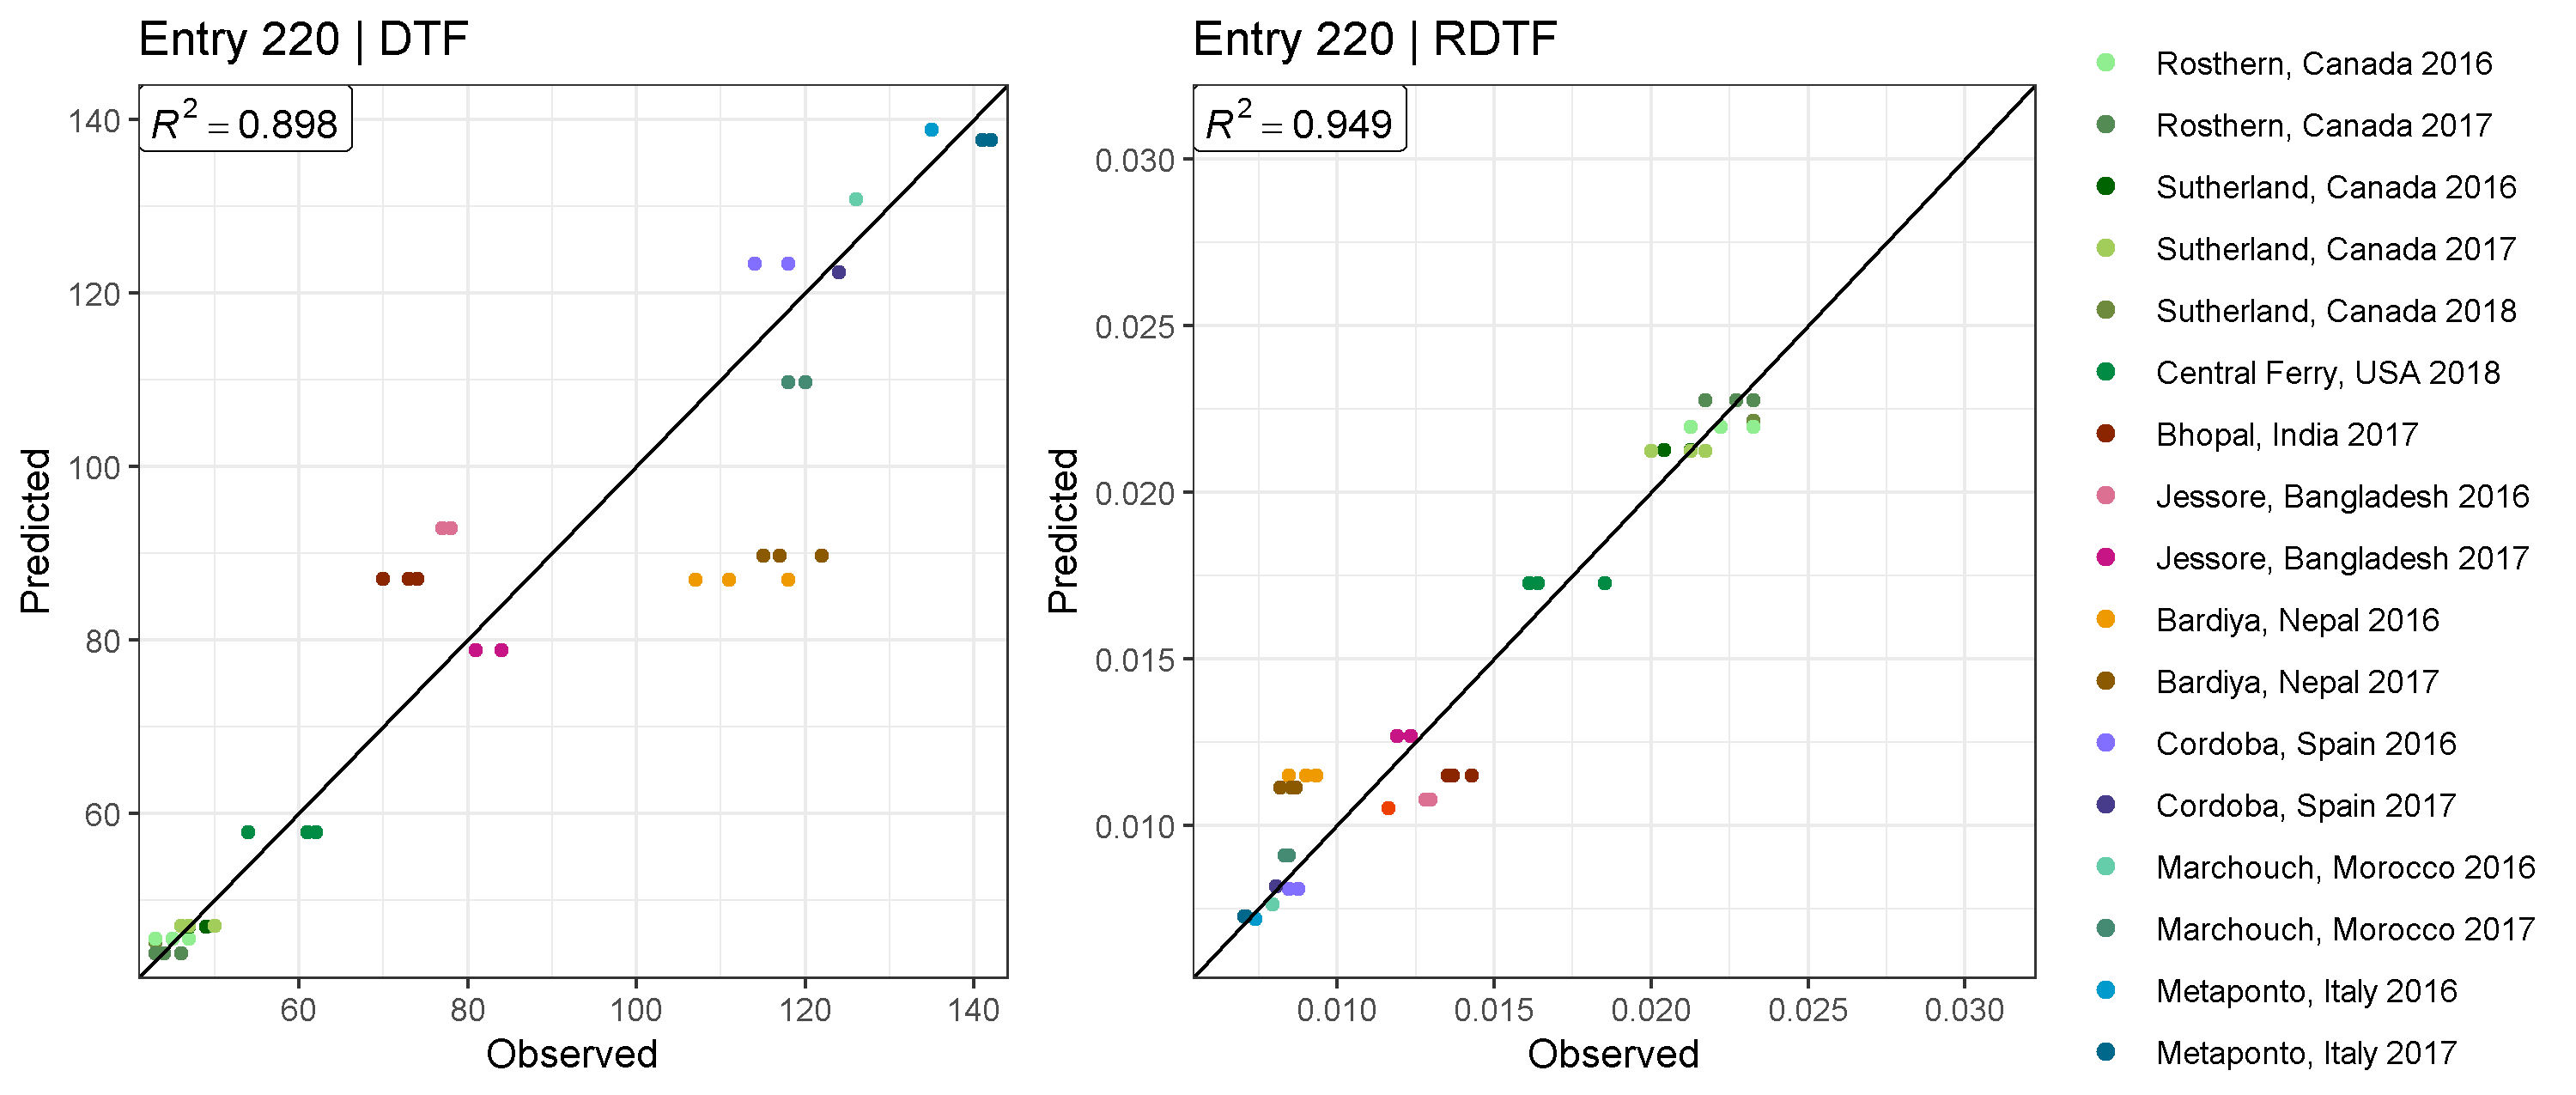 Entry 220 | DTF
R² = 0.898
140
120
100
80
60
60 80 100 120 140
Observed
Predicted
Entry 220 | RDTF
R² = 0.949
0.030
0.025
0.020
0.015
0.010
0.010 0.015 0.020 0.025 0.030
Observed
Predicted
Rosthern, Canada 2016
Rosthern, Canada 2017
Sutherland, Canada 2016
Sutherland, Canada 2017
Sutherland, Canada 2018
Central Ferry, USA 2018
Bhopal, India 2017
Jessore, Bangladesh 2016
Jessore, Bangladesh 2017
Bardiya, Nepal 2016
Bardiya, Nepal 2017
Cordoba, Spain 2016
Cordoba, Spain 2017
Marchouch, Morocco 2016
Marchouch, Morocco 2017
Metaponto, Italy 2016
Metaponto, Italy 2017